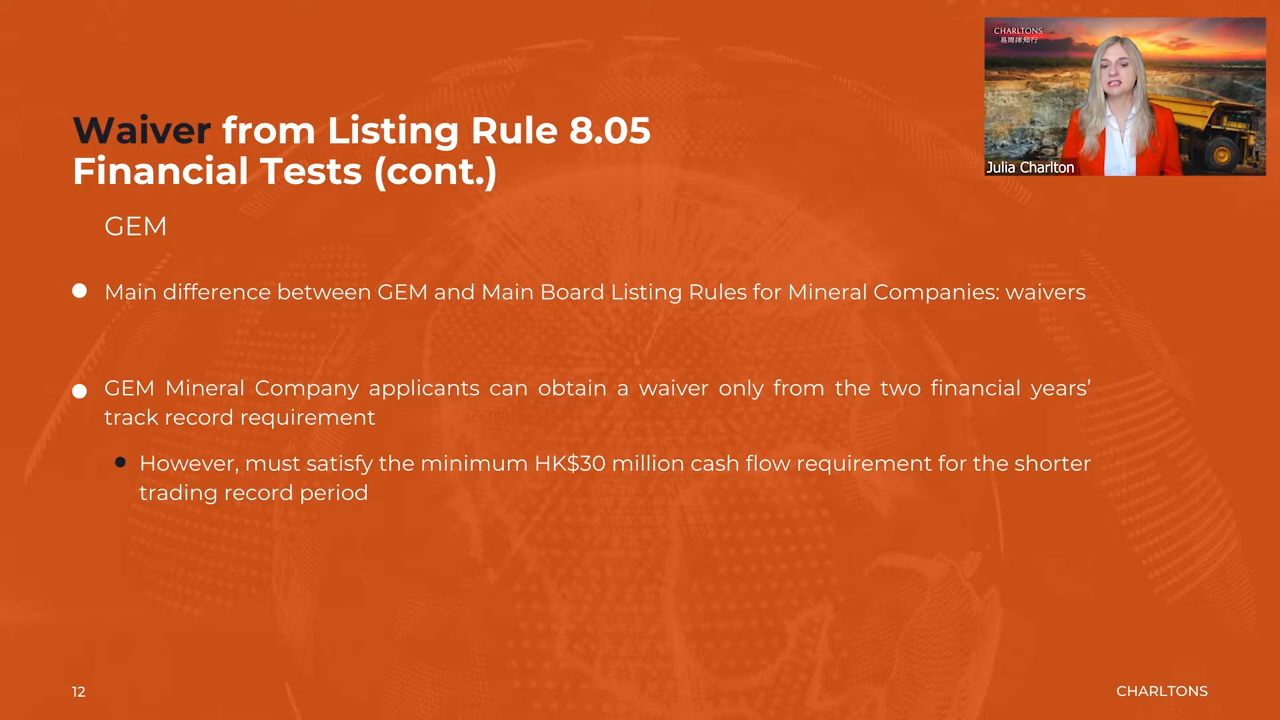 CHARLTONS
易周律師行
Julia Charlton
Waiver from Listing Rule 8.05
Financial Tests (cont.)
GEM
Main difference between GEM and Main Board Listing Rules for Mineral Companies: waivers
GEM Mineral Company applicants can obtain a waiver only from the two financial years’
track record requirement
However, must satisfy the minimum HK$30 million cash flow requirement for the shorter
trading record period
12
CHARLTONS